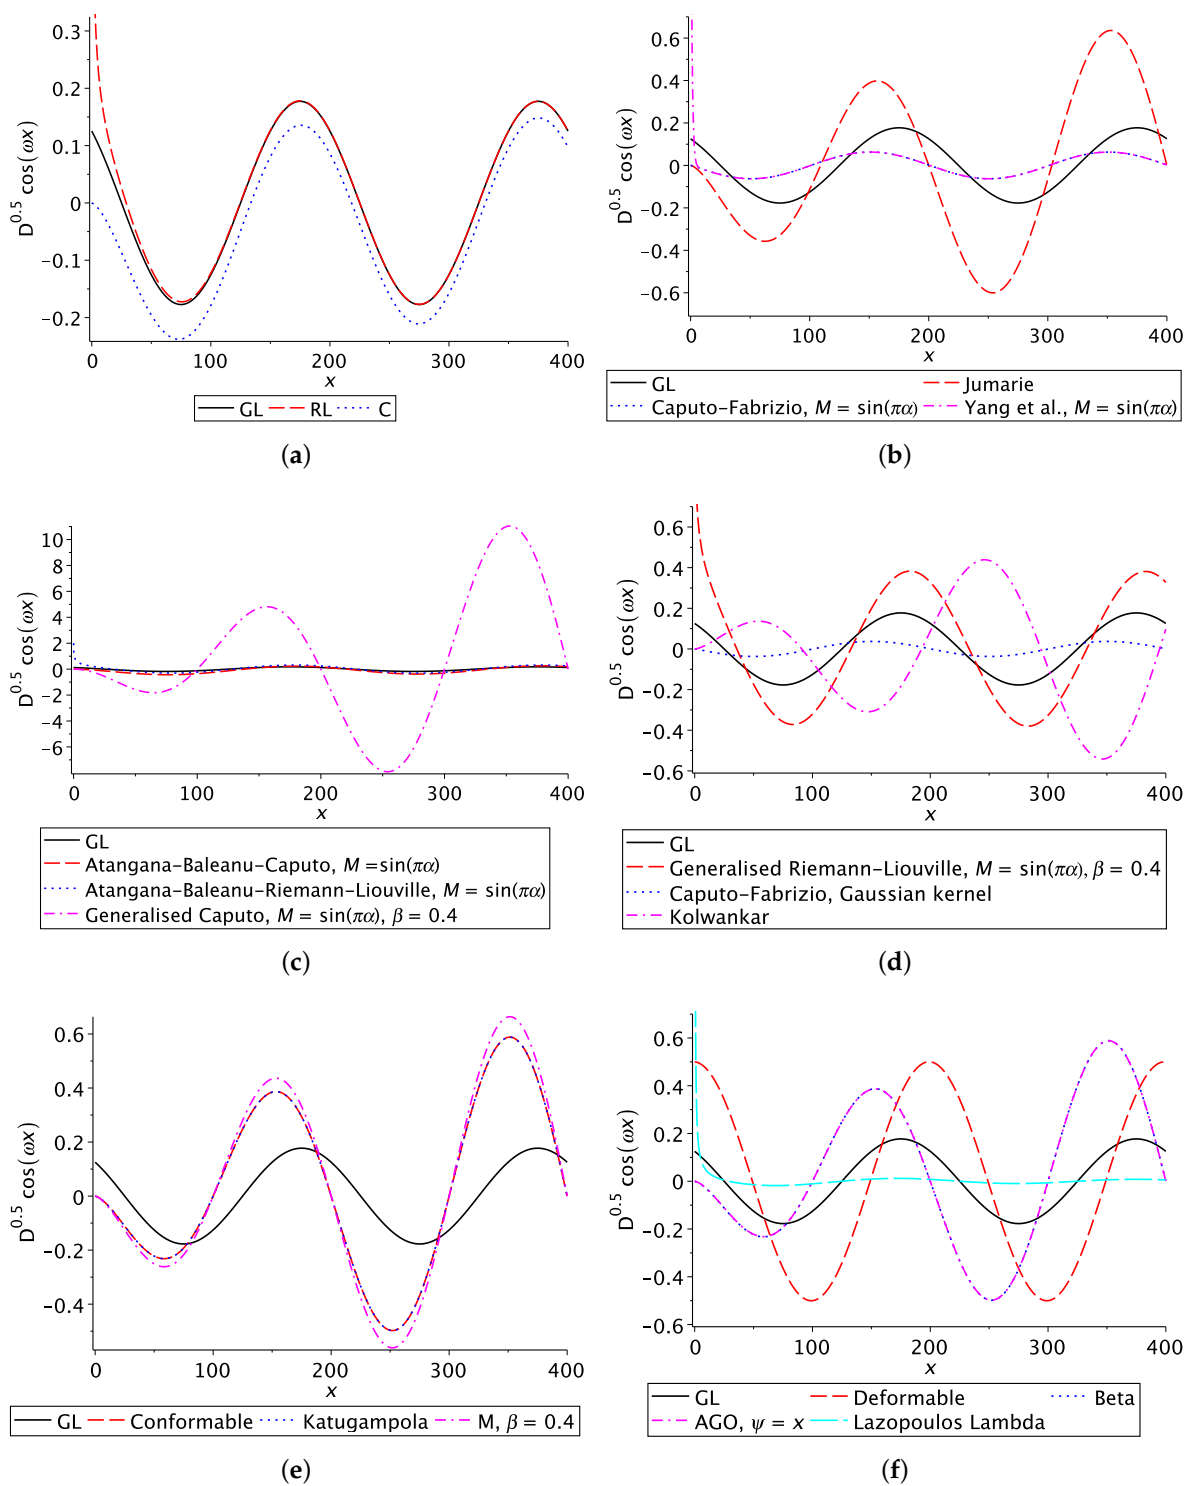 0.3
0.2
0.1
0
−0.1
−0.2
D^0.5 cos(ωx)
0 100 200 300 400
x
GL RL C
(a)
0.6
0.4
0.2
0
−0.2
−0.4
−0.6
D^0.5 cos(ωx)
0 100 200 300 400
x
GL Jumarie
Caputo–Fabrizio, M = sin(πα) Yang et al., M = sin(πα)
(b)
10
8
6
4
2
0
−2
−4
−6
D^0.5 cos(ωx)
0 100 200 300 400
x
GL
Atangana–Baleanu–Caputo, M =sin(πα)
Atangana–Baleanu–Riemann–Liouville, M = sin(πα)
Generalised Caputo, M = sin(πα), β = 0.4
(c)
0.6
0.4
0.2
0
−0.2
−0.4
−0.6
D^0.5 cos(ωx)
0 100 200 300 400
x
GL
Generalised Riemann–Liouville, M = sin(πα), β = 0.4
Caputo–Fabrizio, Gaussian kernel
Kolwankar
(d)
0.6
0.4
0.2
0
−0.2
−0.4
D^0.5 cos(ωx)
0 100 200 300 400
x
GL Conformable Katugampola M, β = 0.4
(e)
0.6
0.4
0.2
0
−0.2
−0.4
−0.6
D^0.5 cos(ωx)
0 100 200 300 400
x
GL Deformable Beta
AGO, ψ = x Lazopoulos Lambda
(f)